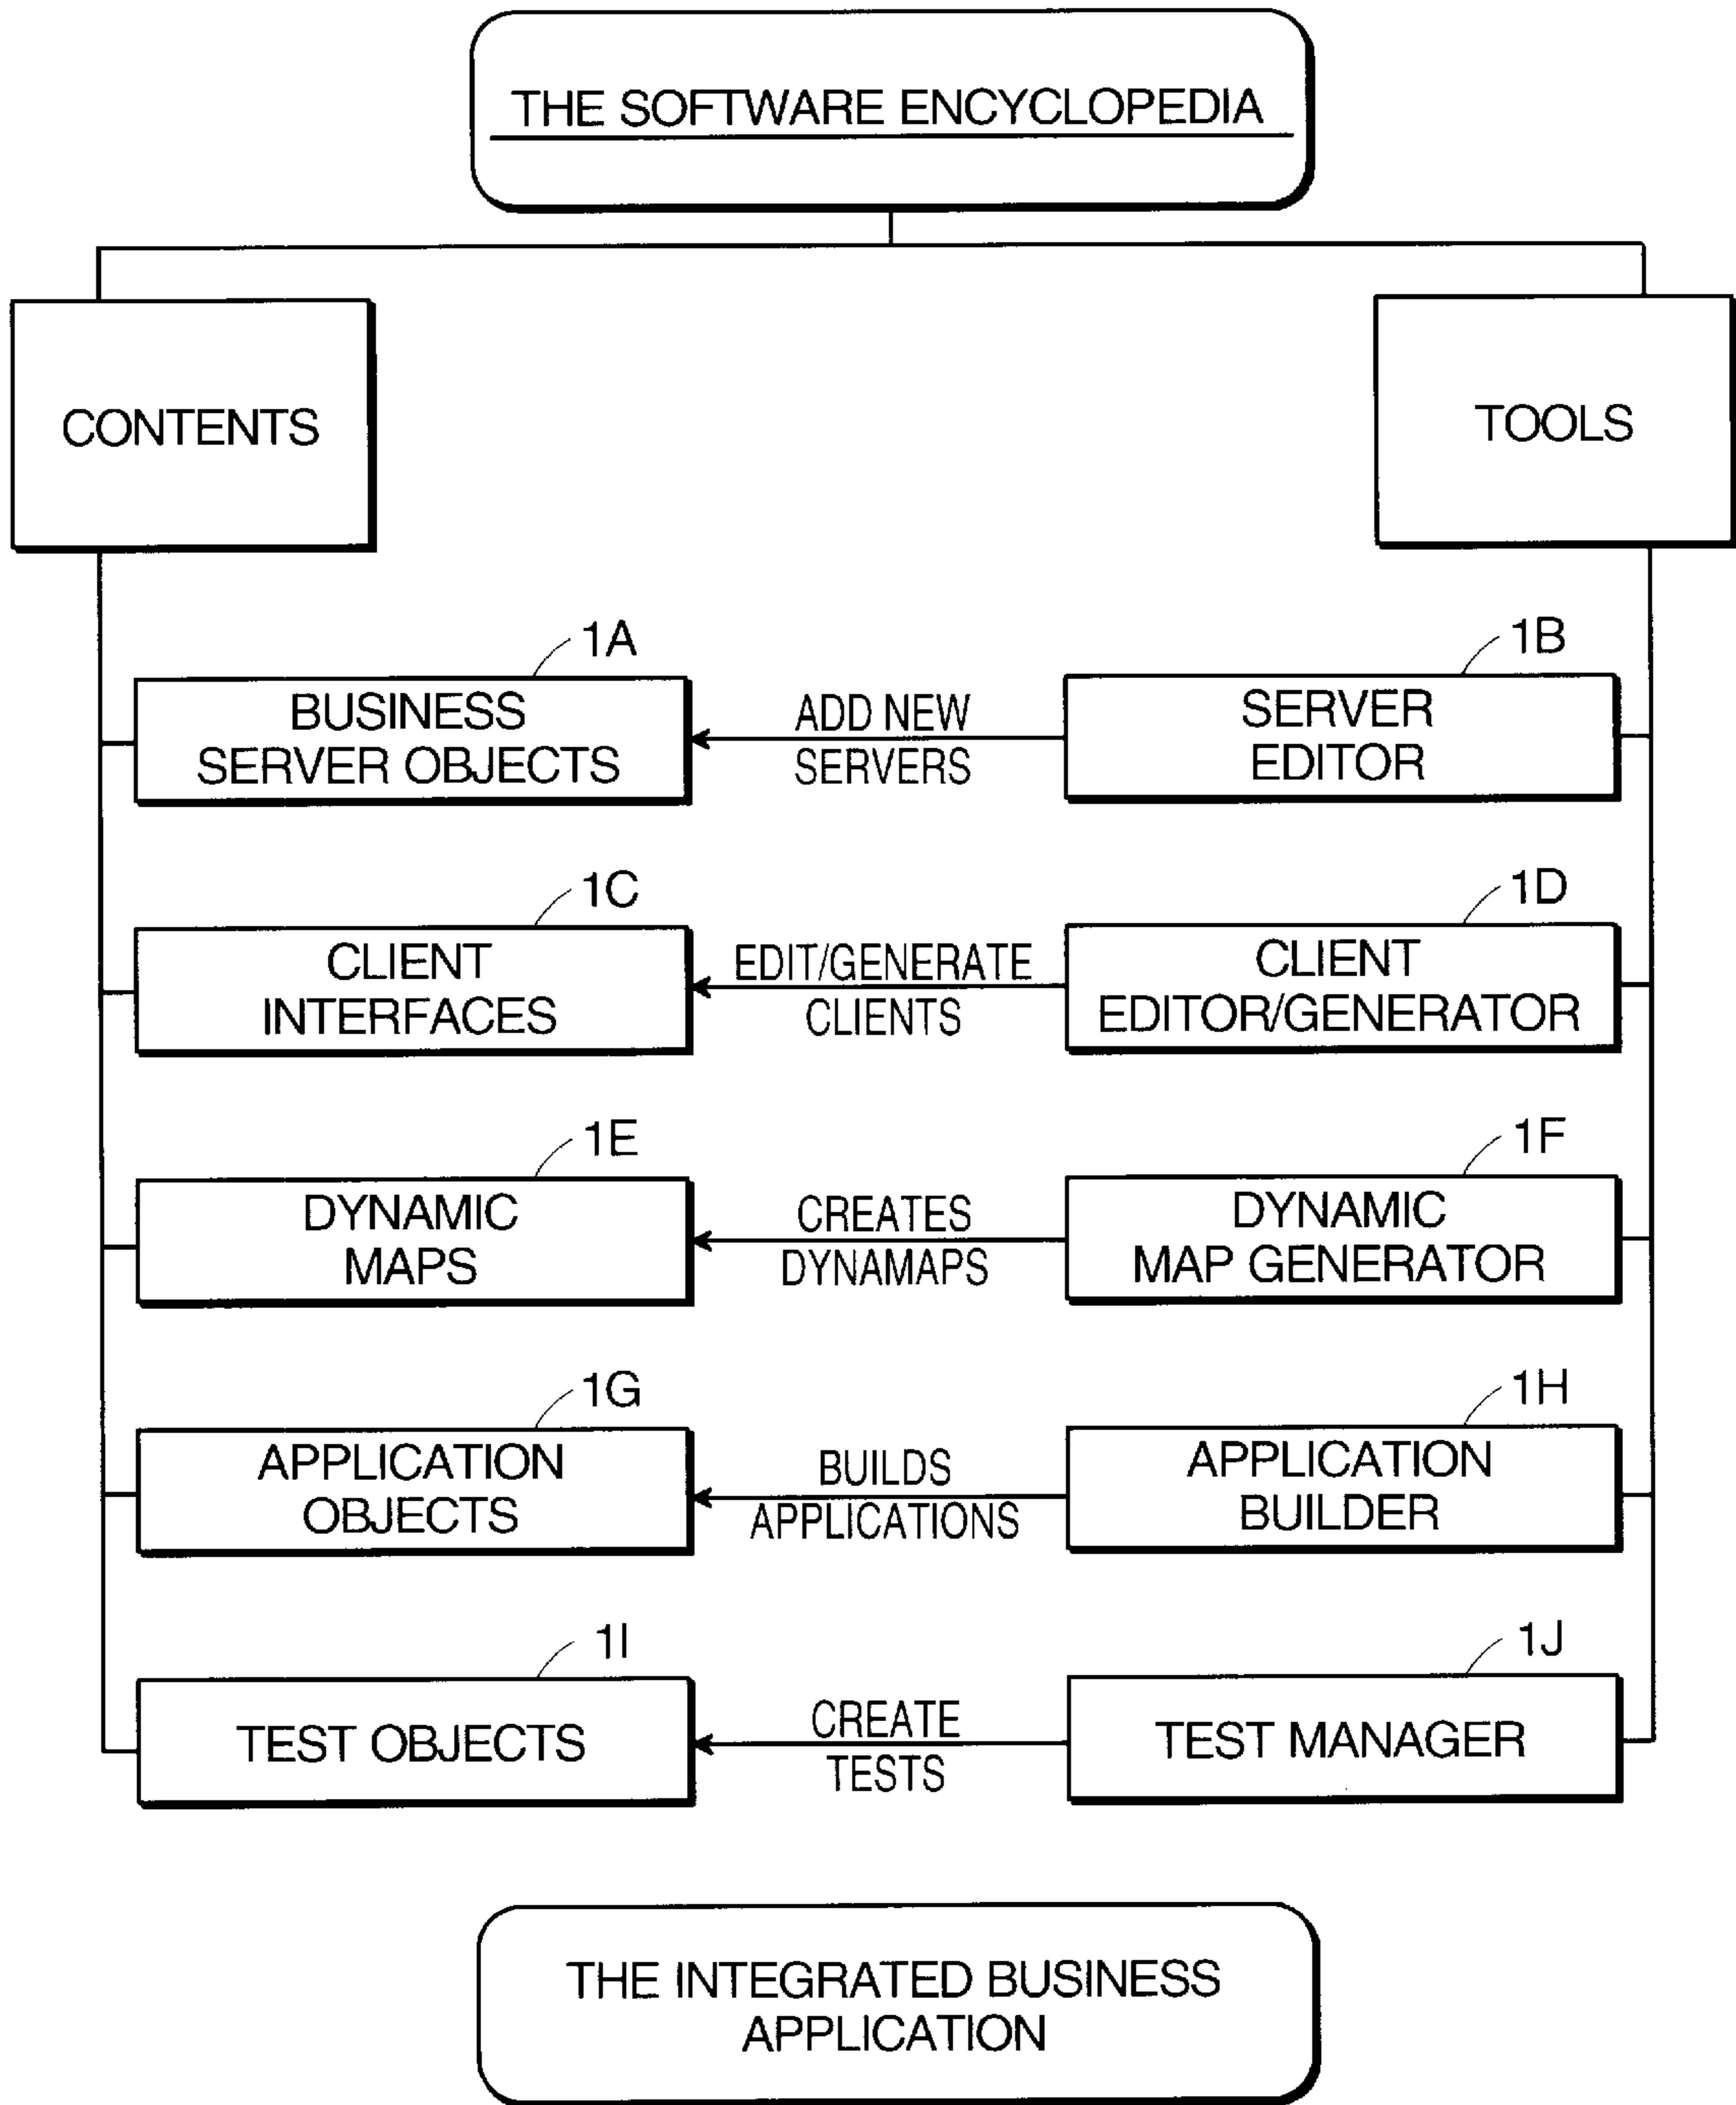 THE SOFTWARE ENCYCLOPEDIA
CONTENTS
TOOLS
1A
BUSINESS
SERVER OBJECTS
ADD NEW
SERVERS
1B
SERVER
EDITOR
1C
CLIENT
INTERFACES
EDIT/GENERATE
CLIENTS
1D
CLIENT
EDITOR/GENERATOR
1E
DYNAMIC
MAPS
CREATES
DYNAMAPS
1F
DYNAMIC
MAP GENERATOR
1G
APPLICATION
OBJECTS
BUILDS
APPLICATIONS
1H
APPLICATION
BUILDER
1I
TEST OBJECTS
CREATE
TESTS
1J
TEST MANAGER
THE INTEGRATED BUSINESS
APPLICATION